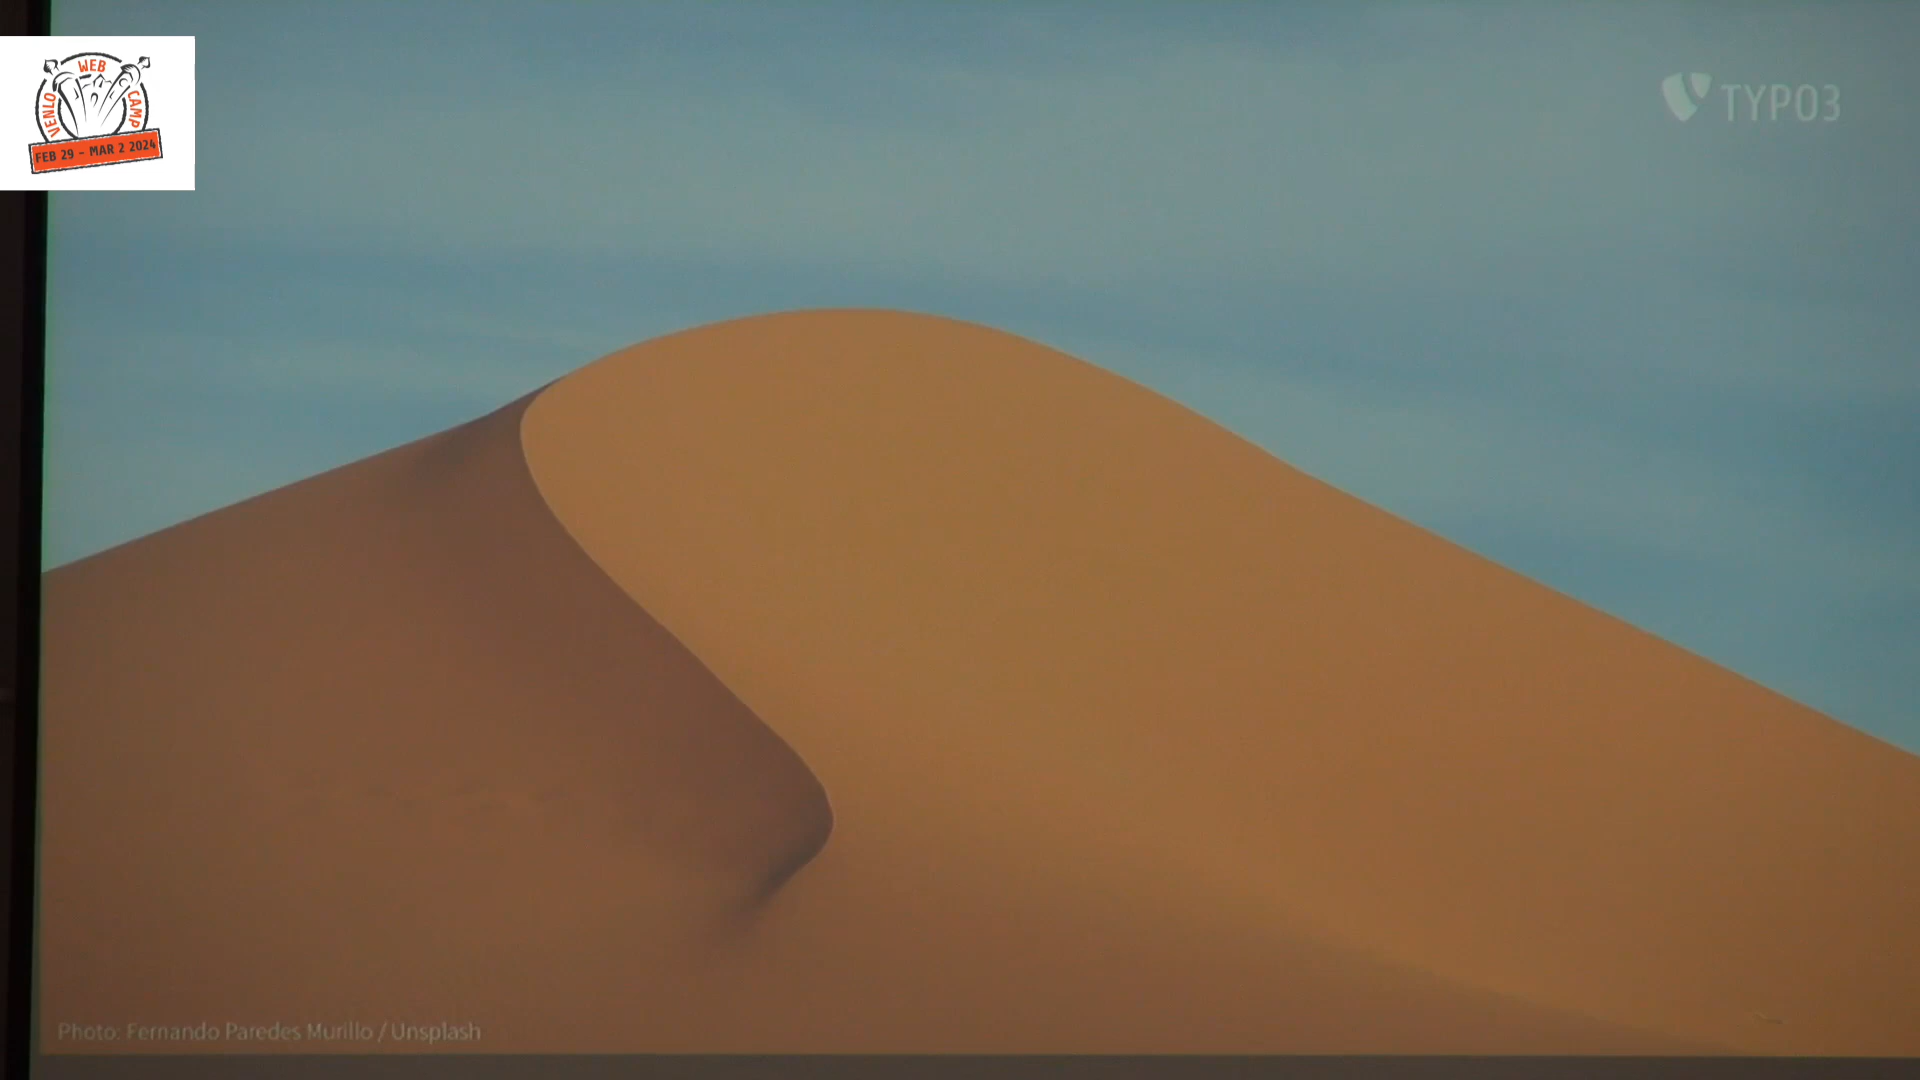 WEB
VENLO
CAMP
FEB 29 – MAR 2 2024
TYPO3
Photo: Fernando Paredes Murillo / Unsplash